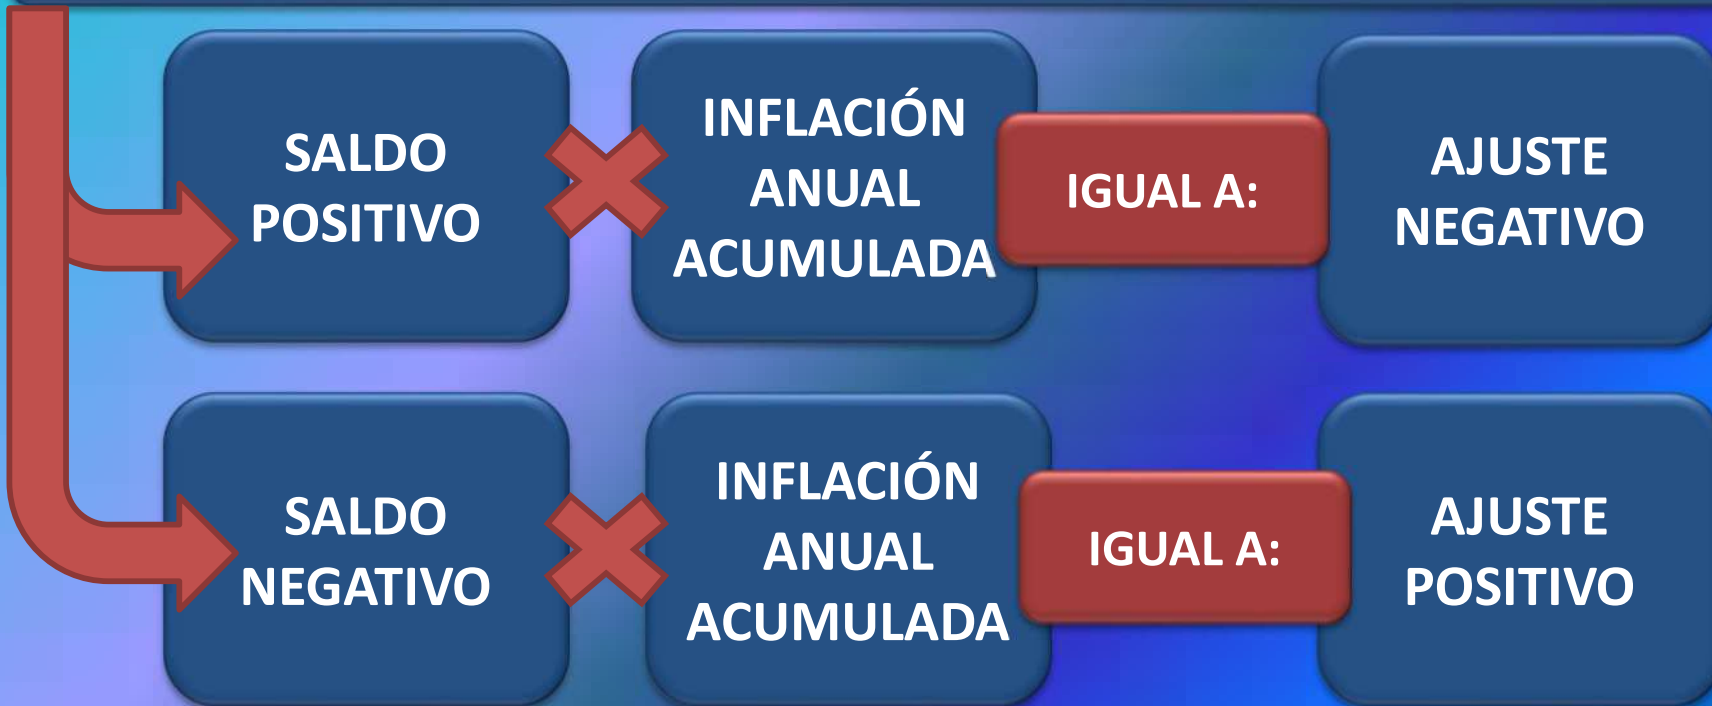 SALDO
POSITIVO
INFLACIÓN
ANUAL
ACUMULADA
IGUAL A:
AJUSTE
NEGATIVO
SALDO
NEGATIVO
INFLACIÓN
ANUAL
ACUMULADA
IGUAL A:
AJUSTE
POSITIVO